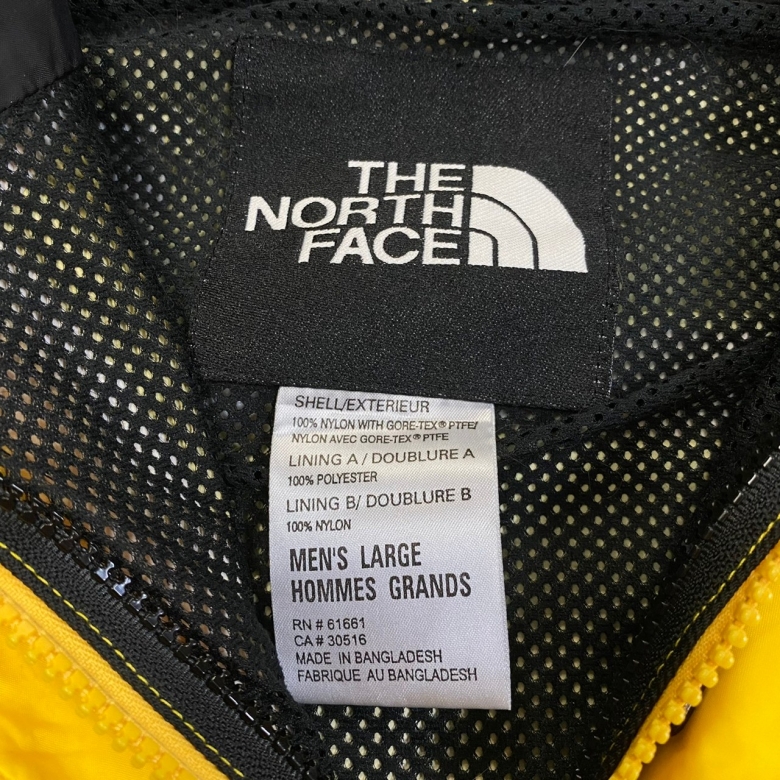 THE
NORTH
FACE
SHELL/EXTERIEUR
100% NYLON WITH GORE-TEX® PTFE/
NYLON AVEC GORE-TEX® PTFE
LINING A / DOUBLURE A
100% POLYESTER
LINING B/ DOUBLURE B
100% NYLON
MEN'S LARGE
HOMMES GRANDS
RN # 61661
CA # 30516
MADE IN BANGLADESH
FABRIQUE AU BANGLADESH